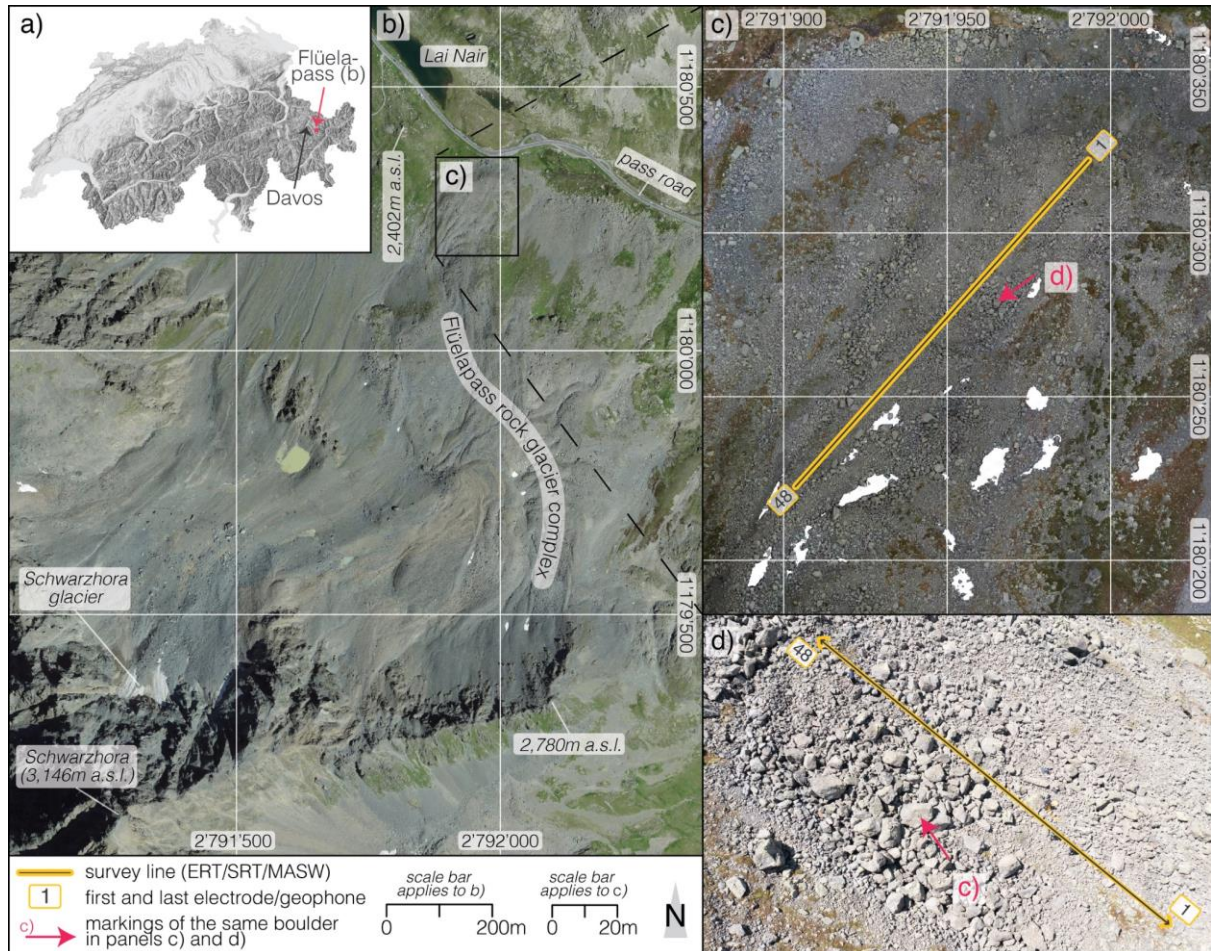 a)
Flüela-
pass (b)
Davos
b)
Lai Nair
1'180'500
pass road
2,402m a.s.l.
c)
1'180'000
Flüelapass rock glacier complex
1'179'500
Schwarzhora
glacier
2,780m a.s.l.
Schwarzhora
(3,146m a.s.l.)
2'791'500
2'792'000
c)
2'791'900
2'791'950
2'792'000
1'180'350
1
1'180'300
d)
1'180'250
48
1'180'200
d)
48
c)
1
survey line (ERT/SRT/MASW)
1
first and last electrode/geophone
c)
markings of the same boulder
in panels c) and d)
scale bar
applies to b)
0
200m
scale bar
applies to c)
0
20m
N